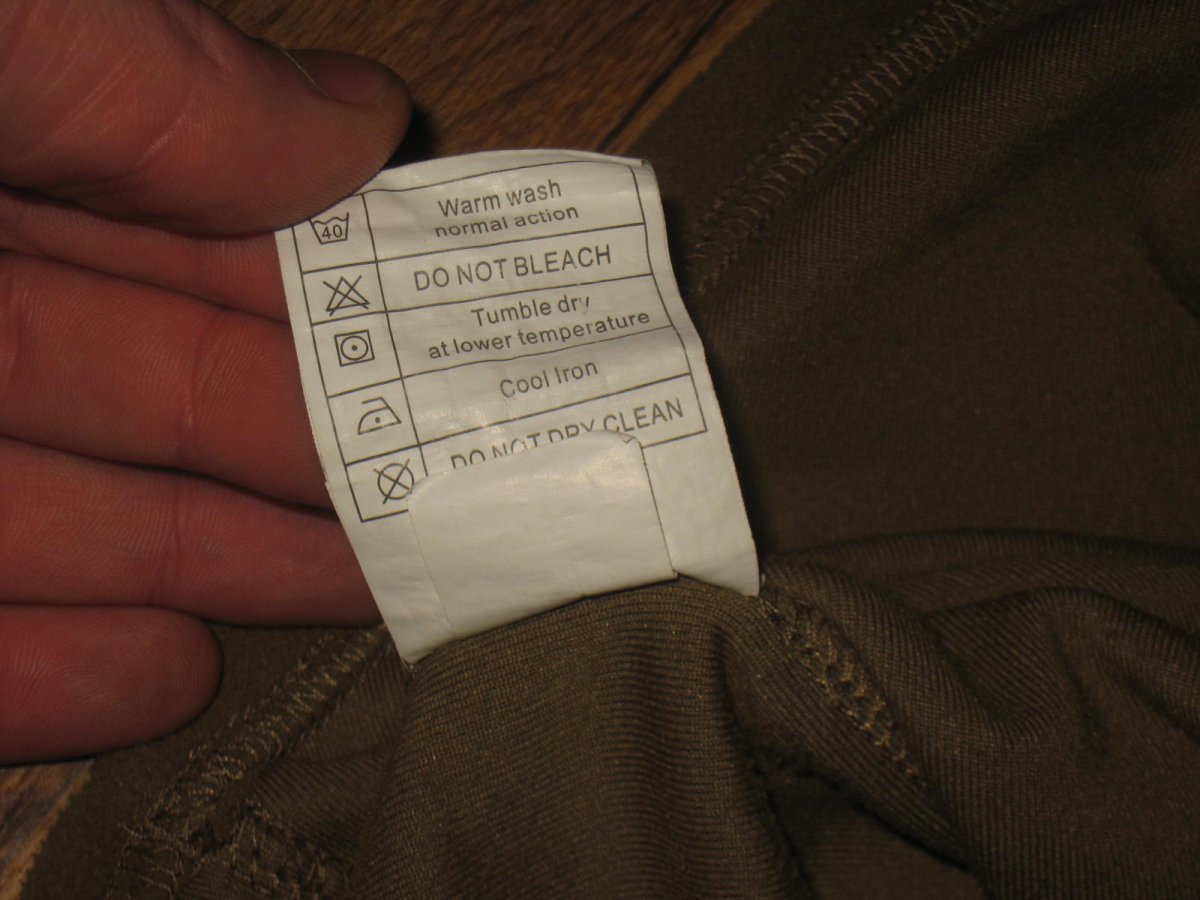 40
Warm wash
normal action
DO NOT BLEACH
Tumble dry
at lower temperature
Cool Iron
DO NOT DRY CLEAN